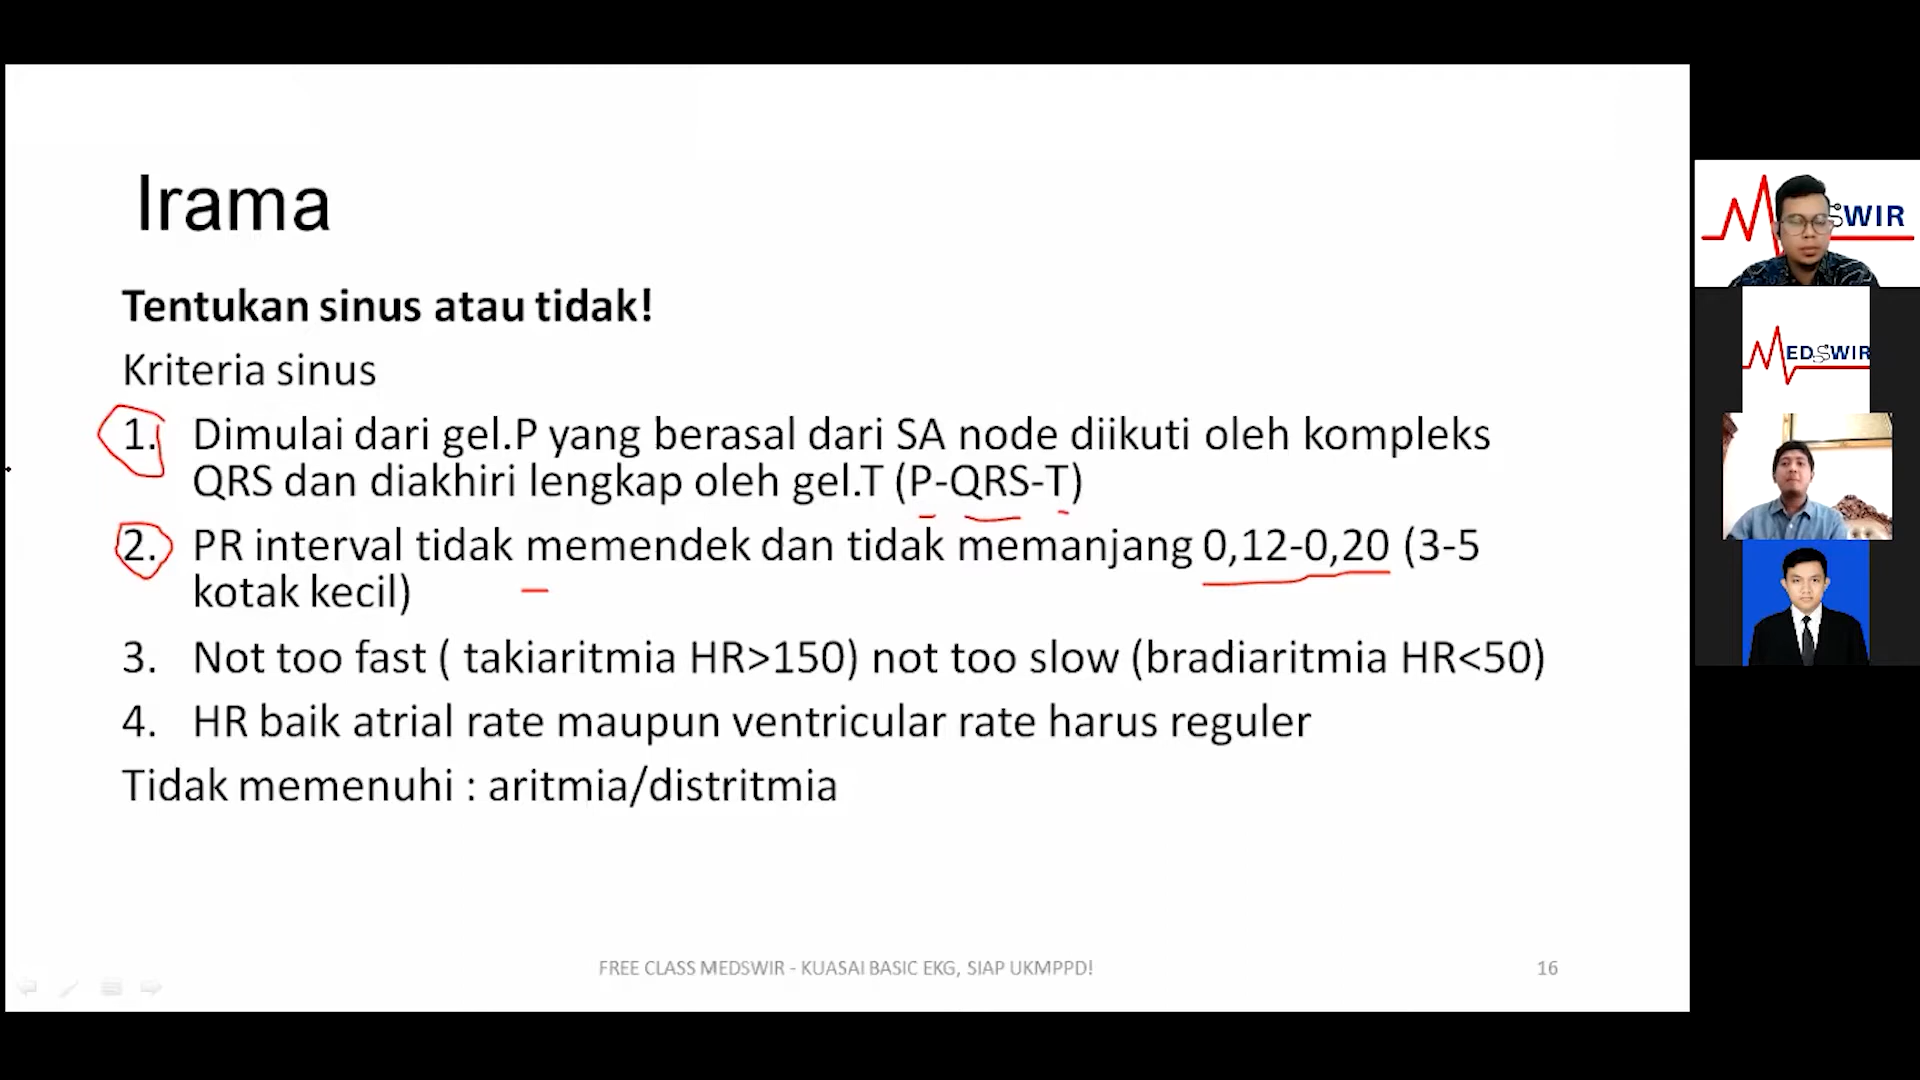 Irama
Tentukan sinus atau tidak!
Kriteria sinus
1. Dimulai dari gel.P yang berasal dari SA node diikuti oleh kompleks
QRS dan diakhiri lengkap oleh gel.T (P-QRS-T)
2. PR interval tidak memendek dan tidak memanjang 0,12-0,20 (3-5
kotak kecil)
3. Not too fast ( takiaritmia HR>150) not too slow (bradiaritmia HR<50)
4. HR baik atrial rate maupun ventricular rate harus reguler
Tidak memenuhi : aritmia/distritmia
FREE CLASS MEDSWIR - KUASAI BASIC EKG, SIAP UKMPPD!
16
SWIR
MEDSWIR